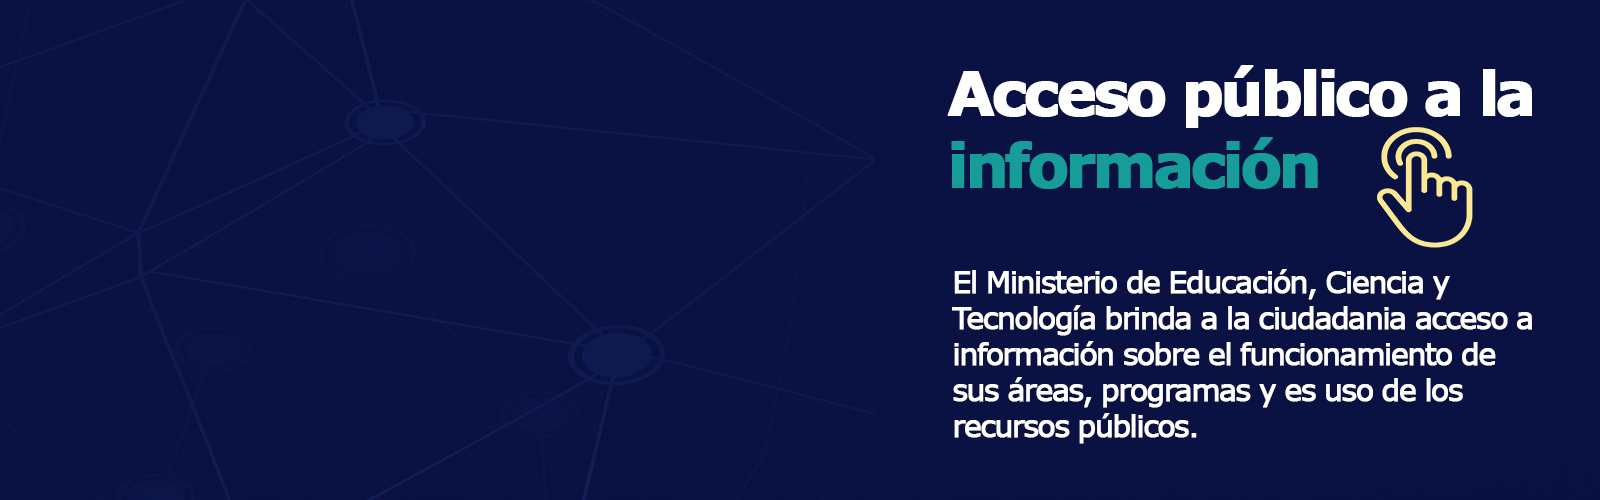 Acceso público a la
información
El Ministerio de Educación, Ciencia y
Tecnología brinda a la ciudadania acceso a
información sobre el funcionamiento de
sus áreas, programas y es uso de los
recursos públicos.